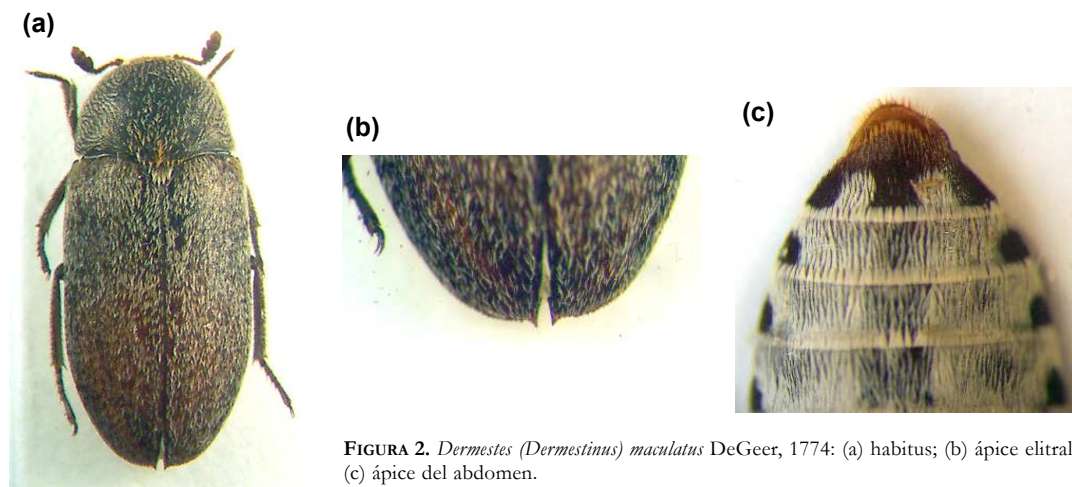 (a)
(b)
(c)
FIGURA 2. Dermestes (Dermestinus) maculatus DeGeer, 1774: (a) habitus; (b) ápice elitral
(c) ápice del abdomen.